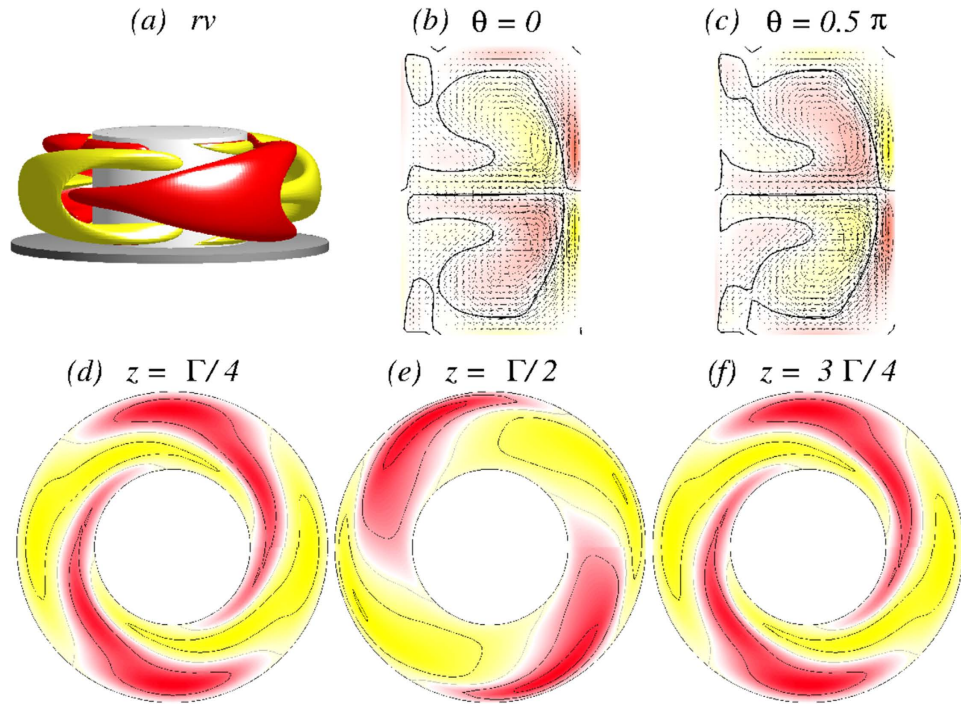 (a) rv
(b) θ = 0
(c) θ = 0.5 π
(d) z = Γ/4
(e) z = Γ/2
(f) z = 3 Γ/4